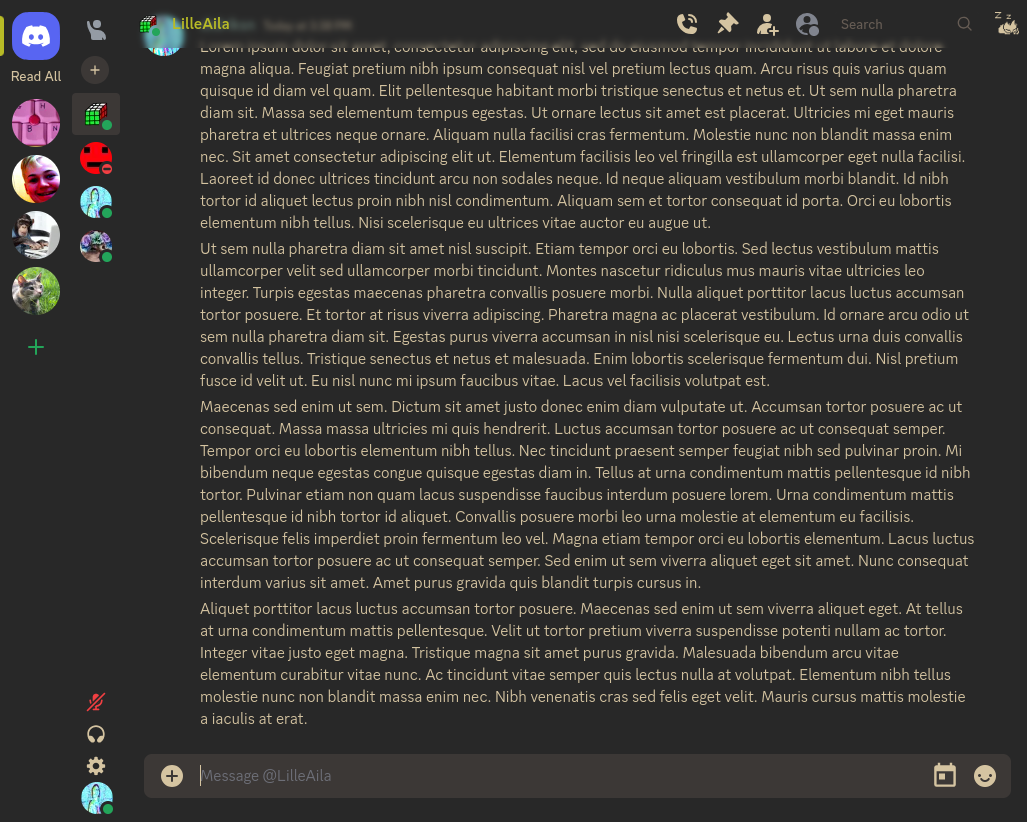 LilleAila
Search
Read All
Lorem ipsum dolor sit amet, consectetur adipiscing elit, sed do eiusmod tempor incididunt ut labore et dolore
magna aliqua. Feugiat pretium nibh ipsum consequat nisl vel pretium lectus quam. Arcu risus quis varius quam
quisque id diam vel quam. Elit pellentesque habitant morbi tristique senectus et netus et. Ut sem nulla pharetra
diam sit. Massa sed elementum tempus egestas. Ut ornare lectus sit amet est placerat. Ultricies mi eget mauris
pharetra et ultrices neque ornare. Aliquam nulla facilisi cras fermentum. Molestie nunc non blandit massa enim
nec. Sit amet consectetur adipiscing elit ut. Elementum facilisis leo vel fringilla est ullamcorper eget nulla facilisi.
Laoreet id donec ultrices tincidunt arcu non sodales neque. Id neque aliquam vestibulum morbi blandit. Id nibh
tortor id aliquet lectus proin nibh nisl condimentum. Aliquam sem et tortor consequat id porta. Orci eu lobortis
elementum nibh tellus. Nisi scelerisque eu ultrices vitae auctor eu augue ut.
Ut sem nulla pharetra diam sit amet nisl suscipit. Etiam tempor orci eu lobortis. Sed lectus vestibulum mattis
ullamcorper velit sed ullamcorper morbi tincidunt. Montes nascetur ridiculus mus mauris vitae ultricies leo
integer. Turpis egestas maecenas pharetra convallis posuere morbi. Nulla aliquet porttitor lacus luctus accumsan
tortor posuere. Et tortor at risus viverra adipiscing. Pharetra magna ac placerat vestibulum. Id ornare arcu odio ut
sem nulla pharetra diam sit. Egestas purus viverra accumsan in nisl nisi scelerisque eu. Lectus urna duis convallis
convallis tellus. Tristique senectus et netus et malesuada. Enim lobortis scelerisque fermentum dui. Nisl pretium
fusce id velit ut. Eu nisl nunc mi ipsum faucibus vitae. Lacus vel facilisis volutpat est.
Maecenas sed enim ut sem. Dictum sit amet justo donec enim diam vulputate ut. Accumsan tortor posuere ac ut
consequat. Massa massa ultricies mi quis hendrerit. Luctus accumsan tortor posuere ac ut consequat semper.
Tempor orci eu lobortis elementum nibh tellus. Nec tincidunt praesent semper feugiat nibh sed pulvinar proin. Mi
bibendum neque egestas congue quisque egestas diam in. Tellus at urna condimentum mattis pellentesque id nibh
tortor. Pulvinar etiam non quam lacus suspendisse faucibus interdum posuere lorem. Urna condimentum mattis
pellentesque id nibh tortor id aliquet. Convallis posuere morbi leo urna molestie at elementum eu facilisis.
Scelerisque felis imperdiet proin fermentum leo vel. Magna etiam tempor orci eu lobortis elementum. Lacus luctus
accumsan tortor posuere ac ut consequat semper. Sed enim ut sem viverra aliquet eget sit amet. Nunc consequat
interdum varius sit amet. Amet purus gravida quis blandit turpis cursus in.
Aliquet porttitor lacus luctus accumsan tortor posuere. Maecenas sed enim ut sem viverra aliquet eget. At tellus
at urna condimentum mattis pellentesque. Velit ut tortor pretium viverra suspendisse potenti nullam ac tortor.
Integer vitae justo eget magna. Tristique magna sit amet purus gravida. Malesuada bibendum arcu vitae
elementum curabitur vitae nunc. Ac tincidunt vitae semper quis lectus nulla at volutpat. Elementum nibh tellus
molestie nunc non blandit massa enim nec. Nibh venenatis cras sed felis eget velit. Mauris cursus mattis molestie
a iaculis at erat.
Message @LilleAila